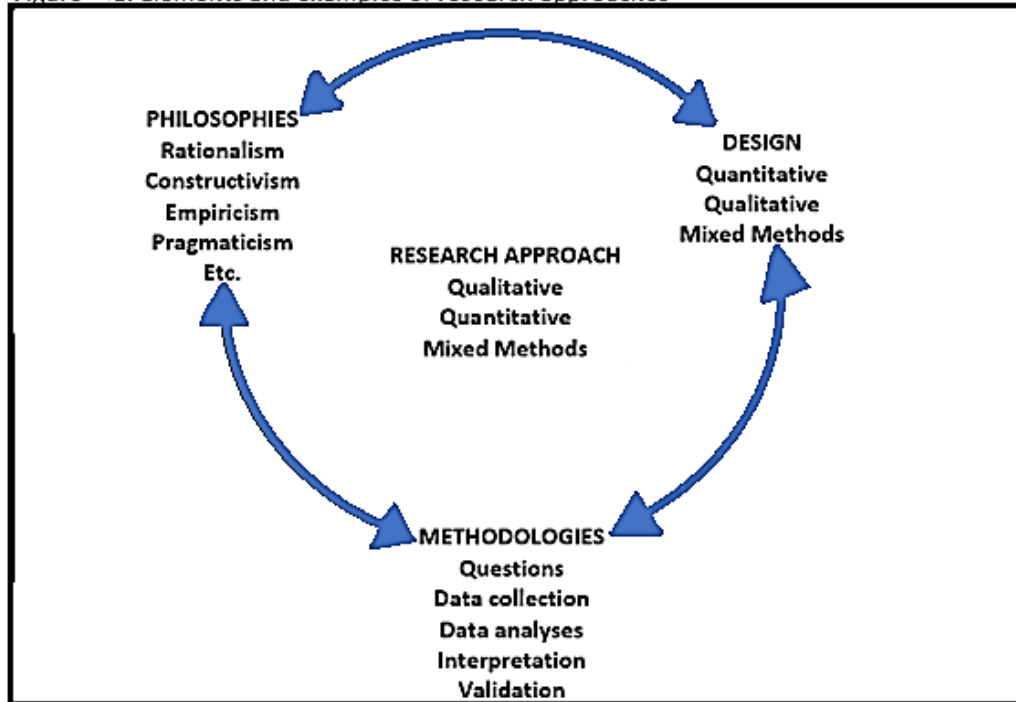 PHILOSOPHIES
Rationalism
Constructivism
Empiricism
Pragmaticism
Etc.
DESIGN
Quantitative
Qualitative
Mixed Methods
RESEARCH APPROACH
Qualitative
Quantitative
Mixed Methods
METHODOLOGIES
Questions
Data collection
Data analyses
Interpretation
Validation